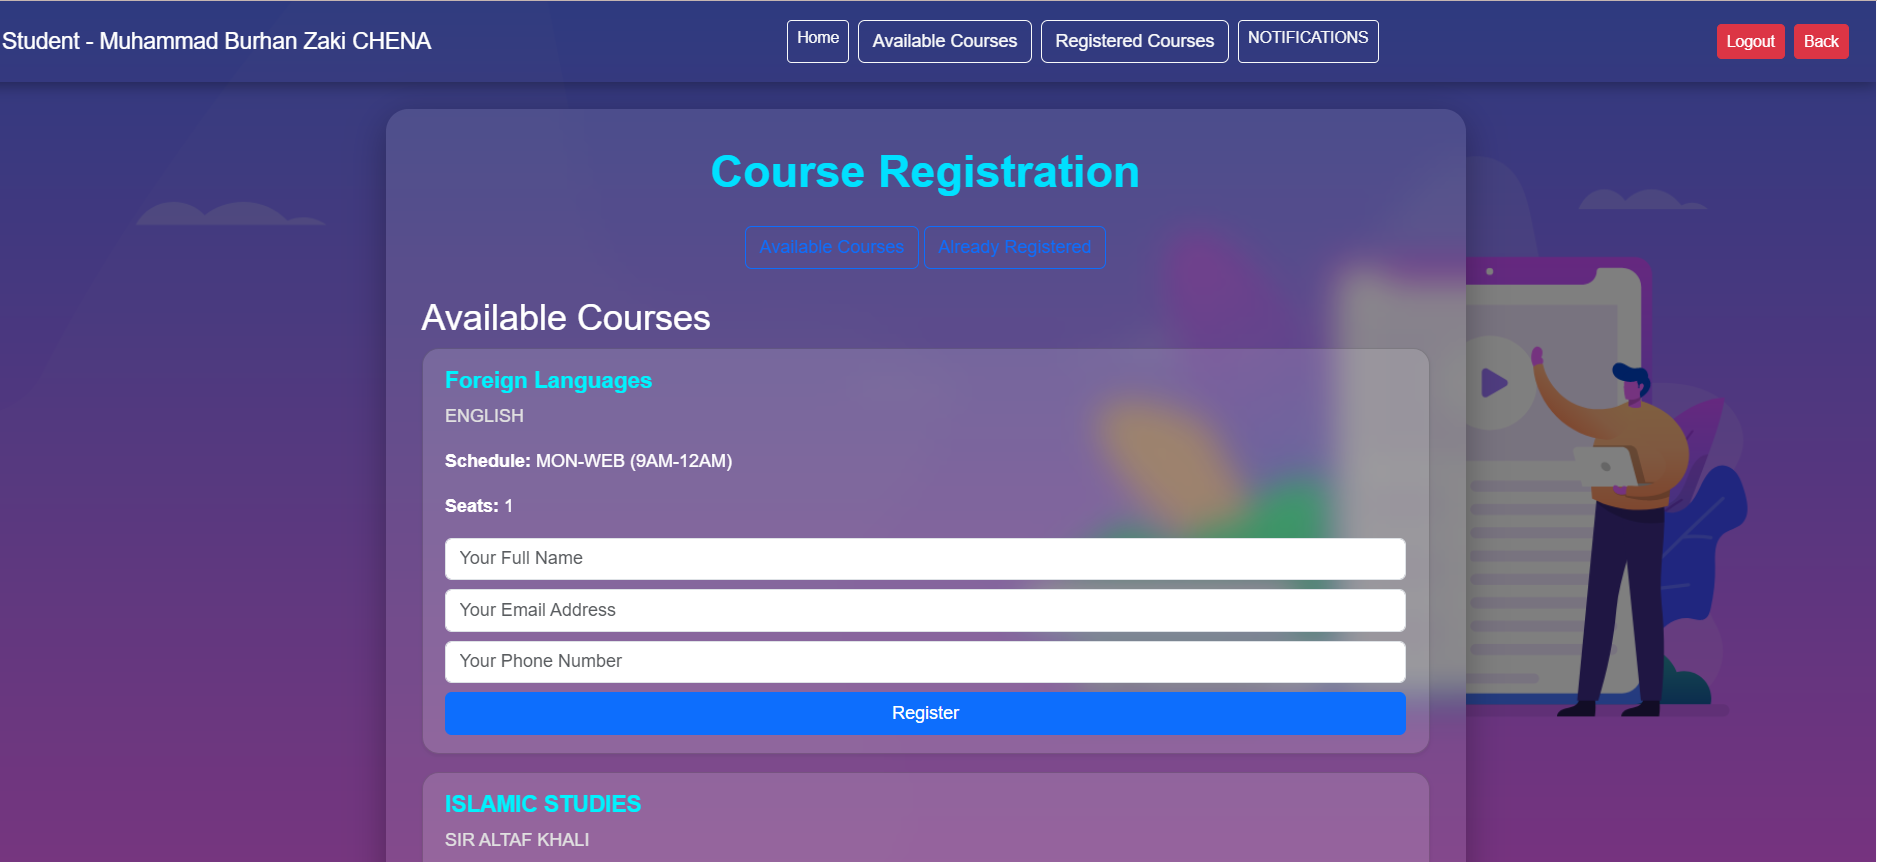 Student - Muhammad Burhan Zaki CHENA
Home
Available Courses
Registered Courses
NOTIFICATIONS
Logout
Back
Course Registration
Available Courses
Already Registered
Available Courses
Foreign Languages
ENGLISH
Schedule: MON-WEB (9AM-12AM)
Seats: 1
Your Full Name
Your Email Address
Your Phone Number
Register
ISLAMIC STUDIES
SIR ALTAF KHALI